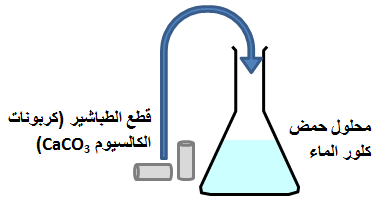 محلول حمض
كلور الماء
قطع الطباشير (كربونات
الكالسيوم CaCO₃)